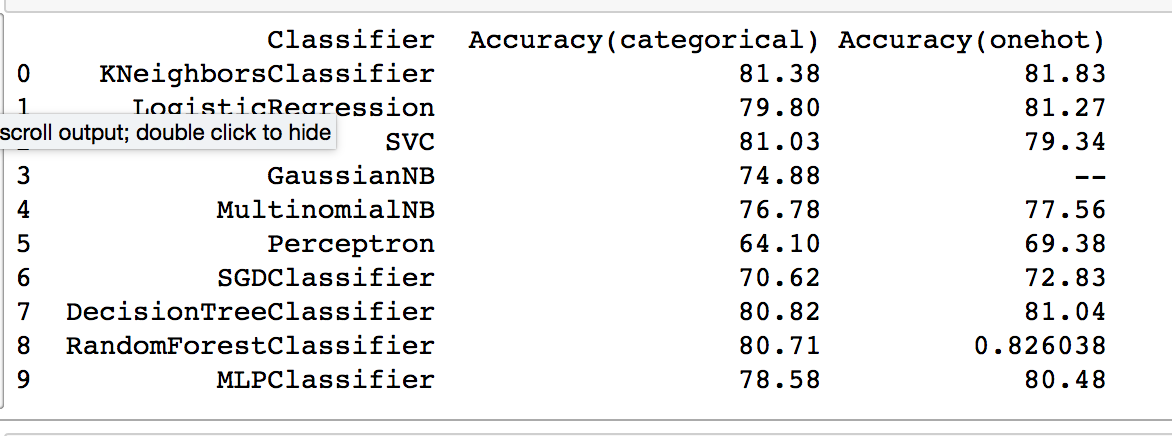 Classifier Accuracy(categorical) Accuracy(onehot)
0 KNeighborsClassifier 81.38 81.83
1 LogisticRegression 79.80 81.27
scroll output; double click to hide
SVC 81.03 79.34
3 GaussianNB 74.88 --
4 MultinomialNB 76.78 77.56
5 Perceptron 64.10 69.38
6 SGDClassifier 70.62 72.83
7 DecisionTreeClassifier 80.82 81.04
8 RandomForestClassifier 80.71 0.826038
9 MLPClassifier 78.58 80.48